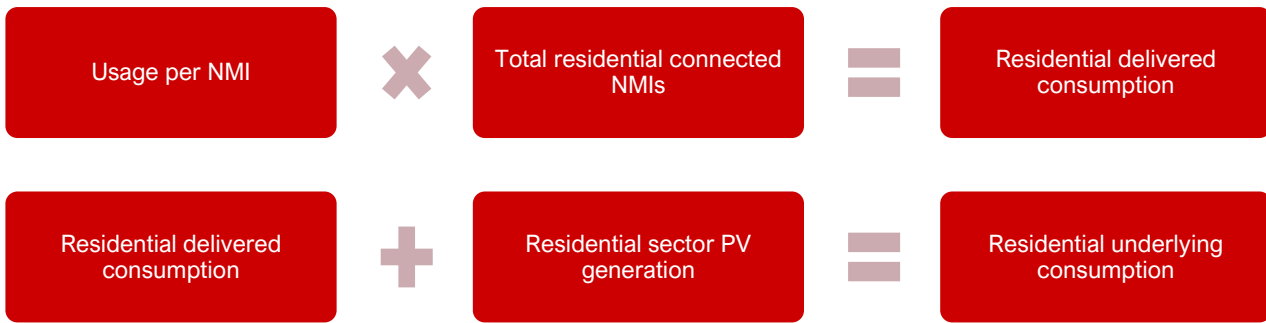 Usage per NMI
Total residential connected
NMIs
Residential delivered
consumption
Residential delivered
consumption
Residential sector PV
generation
Residential underlying
consumption